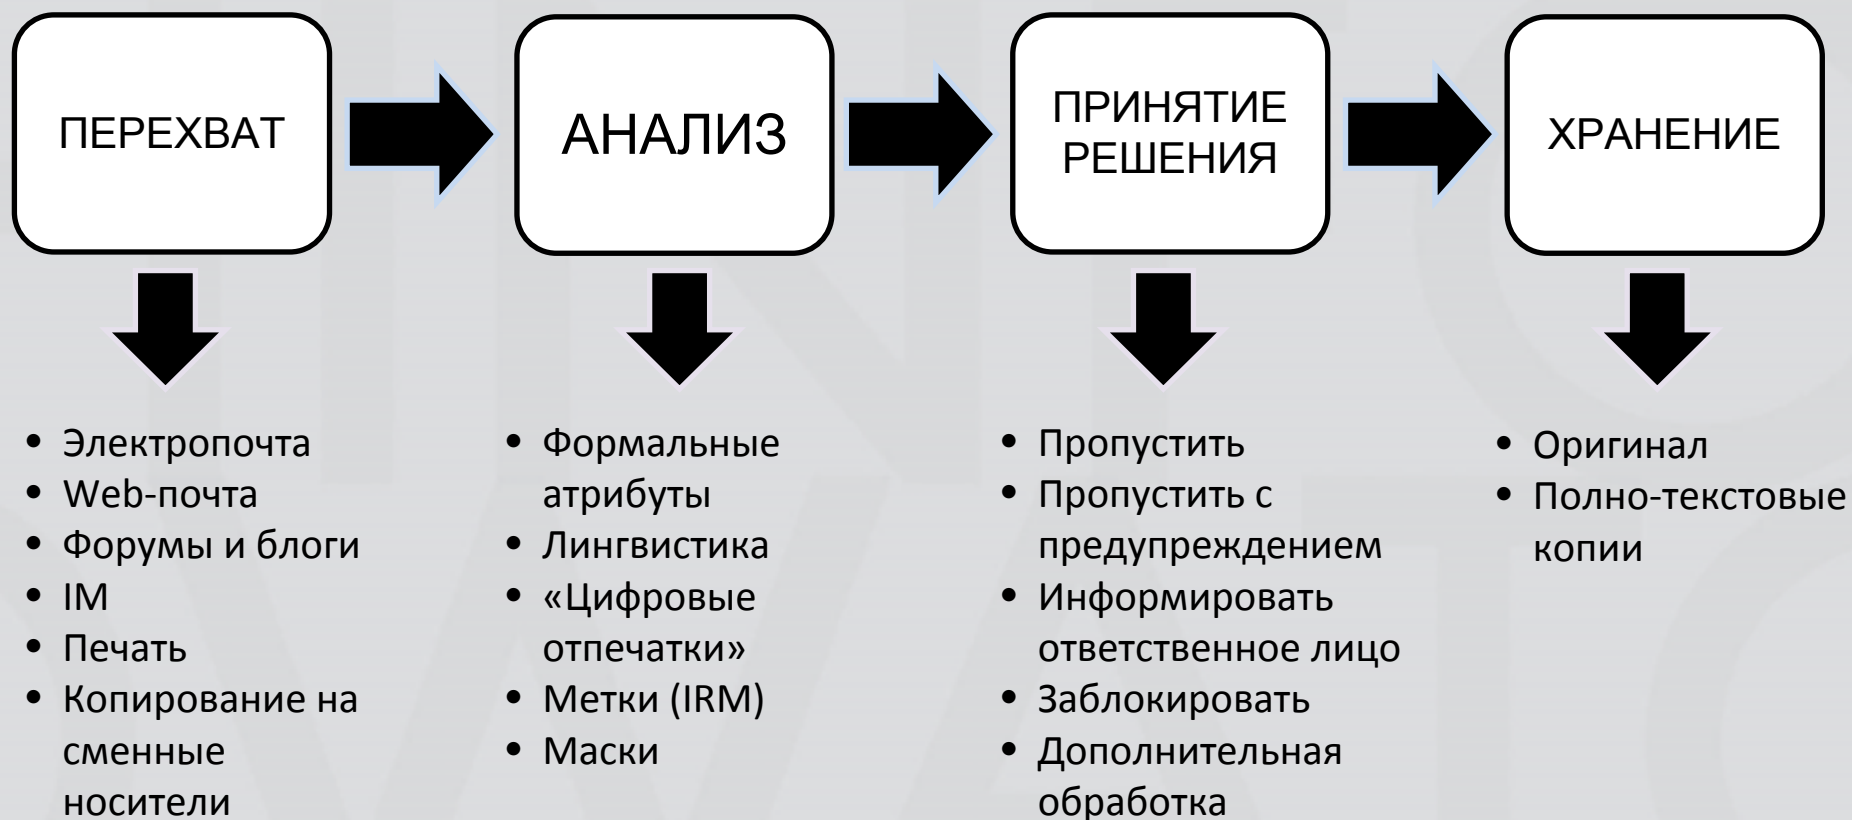 ПЕРЕХВАТ
АНАЛИЗ
ПРИНЯТИЕ
РЕШЕНИЯ
ХРАНЕНИЕ
• Электропочта
• Web-почта
• Форумы и блоги
• IM
• Печать
• Копирование на
сменные
носители
• Формальные
атрибуты
• Лингвистика
• «Цифровые
отпечатки»
• Метки (IRM)
• Маски
• Пропустить
• Пропустить с
предупреждением
• Информировать
ответственное лицо
• Заблокировать
• Дополнительная
обработка
• Оригинал
• Полно-текстовые
копии